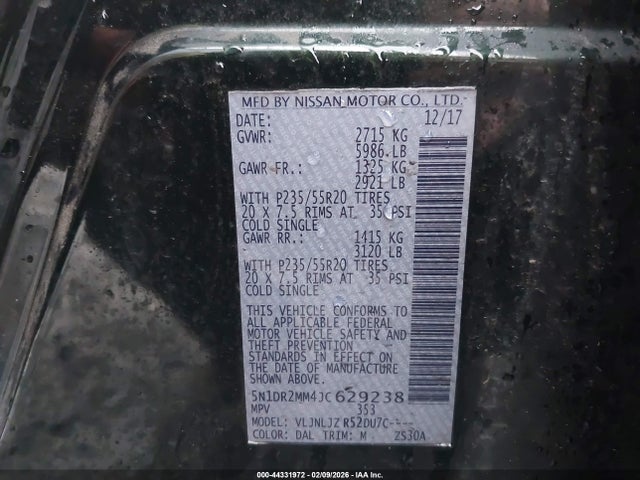 MFD BY NISSAN MOTOR CO., LTD.
DATE: 12/17
GVWR: 2715 KG
5986 LB
GAWR FR.: 1325 KG
2921 LB
WITH P235/55R20 TIRES
20 X 7.5 RIMS AT 35 PSI
COLD SINGLE
GAWR RR.: 1415 KG
3120 LB
WITH P235/55R20 TIRES
20 X 7.5 RIMS AT 35 PSI
COLD SINGLE
THIS VEHICLE CONFORMS TO
ALL APPLICABLE FEDERAL
MOTOR VEHICLE SAFETY AND
THEFT PREVENTION
STANDARDS IN EFFECT ON
THE DATE OF MANUFACTURE
SHOWN ABOVE.
5N1DR2MM4JC629238
MPV 353
MODEL: VLJNLJZ R52DU7C----
COLOR: DAL TRIM: M ZS30A
000-44331972 - 02/09/2026 - IAAI.COM